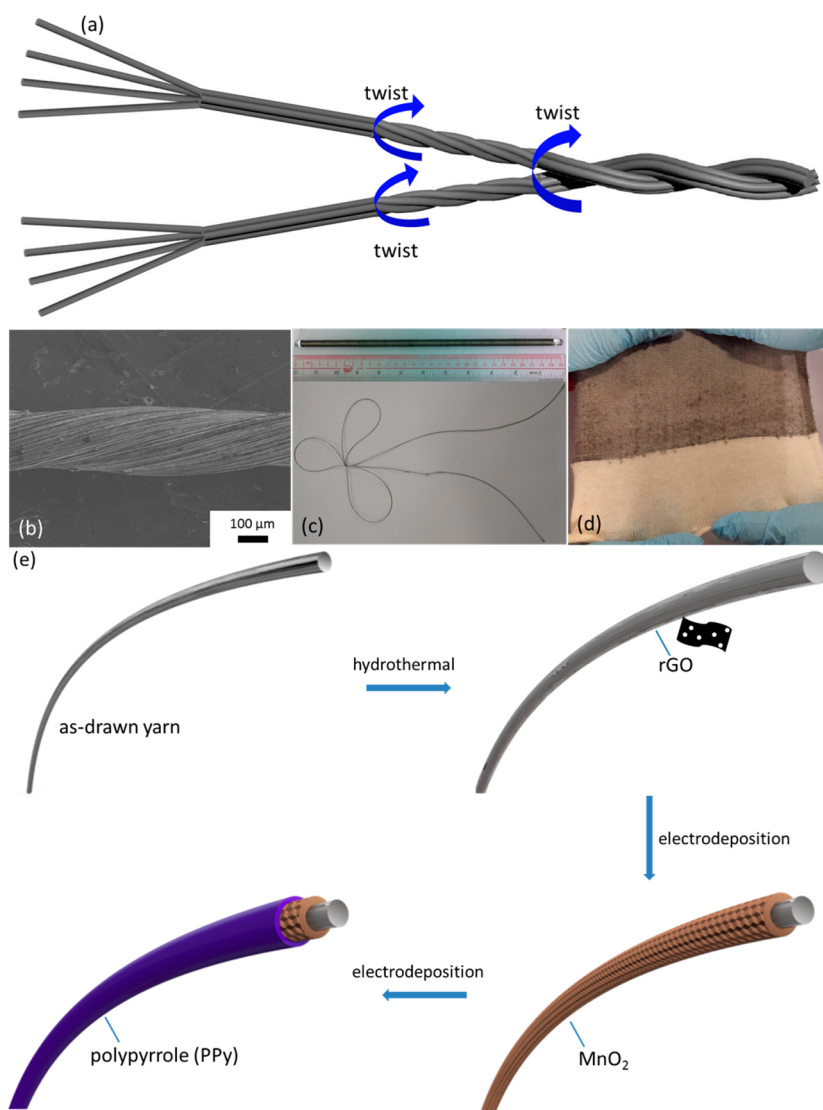 (a)
twist
twist
twist
(b)
100 µm
(c)
(d)
(e)
as-drawn yarn
hydrothermal
rGO
electrodeposition
electrodeposition
polypyrrole (PPy)
MnO₂